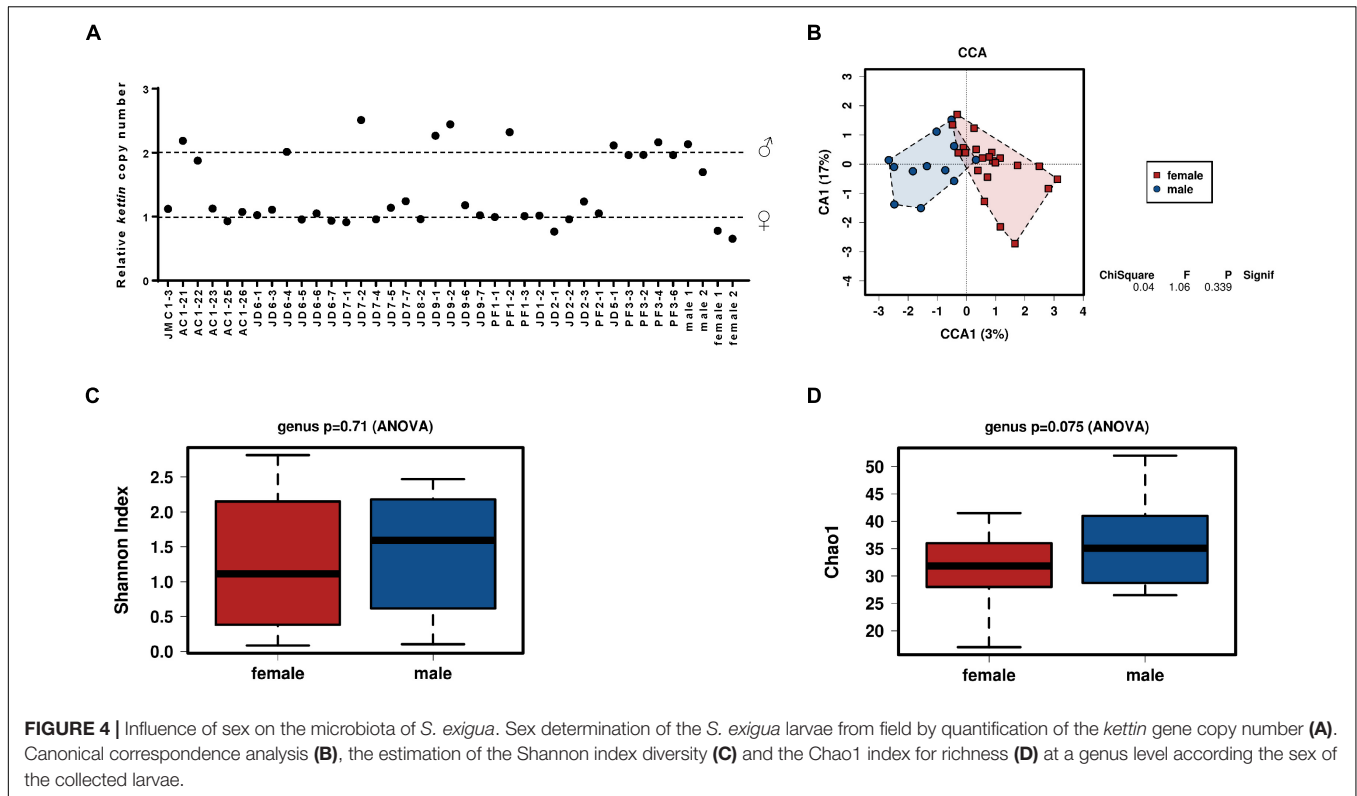 A
Relative kettin copy number
3
2
1
0
♂
♀
JMC1-3
AC1-21
AC1-22
AC1-23
AC1-25
AC1-26
JD6-1
JD6-3
JD6-4
JD6-5
JD6-6
JD6-7
JD7-1
JD7-2
JD7-4
JD7-5
JD7-7
JD8-2
JD9-1
JD9-2
JD9-6
JD9-7
PF1-1
PF1-2
PF1-3
JD1-2
JD2-1
JD2-2
JD2-3
PF2-1
JD5-1
PF3-3
PF3-2
PF3-4
PF3-6
male 1
male 2
female 1
female 2
B
CCA
CA1 (17%)
3
2
1
0
-1
-2
-3
-4
-3 -2 -1 0 1 2 3 4
CCA1 (3%)
female
male
ChiSquare F P Signif
0.04 1.06 0.339
C
genus p=0.71 (ANOVA)
Shannon Index
2.5
2.0
1.5
1.0
0.5
0.0
female male
D
genus p=0.075 (ANOVA)
Chao1
50
45
40
35
30
25
20
female male
FIGURE 4 | Influence of sex on the microbiota of S. exigua. Sex determination of the S. exigua larvae from field by quantification of the kettin gene copy number (A).
Canonical correspondence analysis (B), the estimation of the Shannon index diversity (C) and the Chao1 index for richness (D) at a genus level according the sex of
the collected larvae.